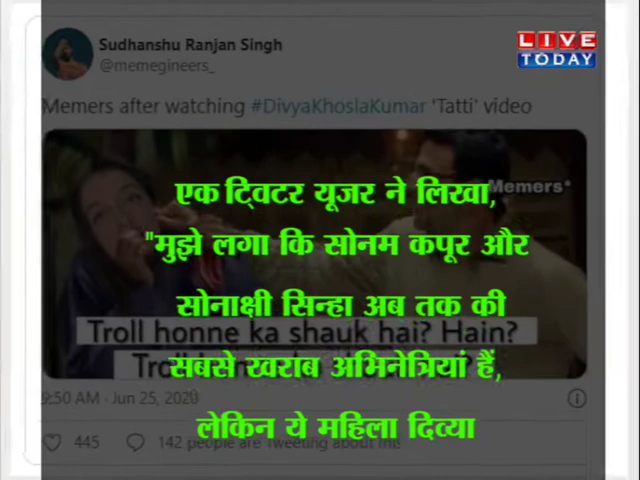 Sudhanshu Ranjan Singh
@memegineers_
LIVE
TODAY
Memers after watching #DivyaKhoslaKumar 'Tatti' video
Memers*
एक ट्विटर यूजर ने लिखा,
"मुझे लगा कि सोनम कपूर और
सोनाक्षी सिन्हा अब तक की
Troll honne ka shauk hai? Hain?
सबसे खराब अभिनेत्रियां हैं,
9:50 AM · Jun 25, 2020
लेकिन ये महिला दिव्या
445
142 people are Tweeting about this